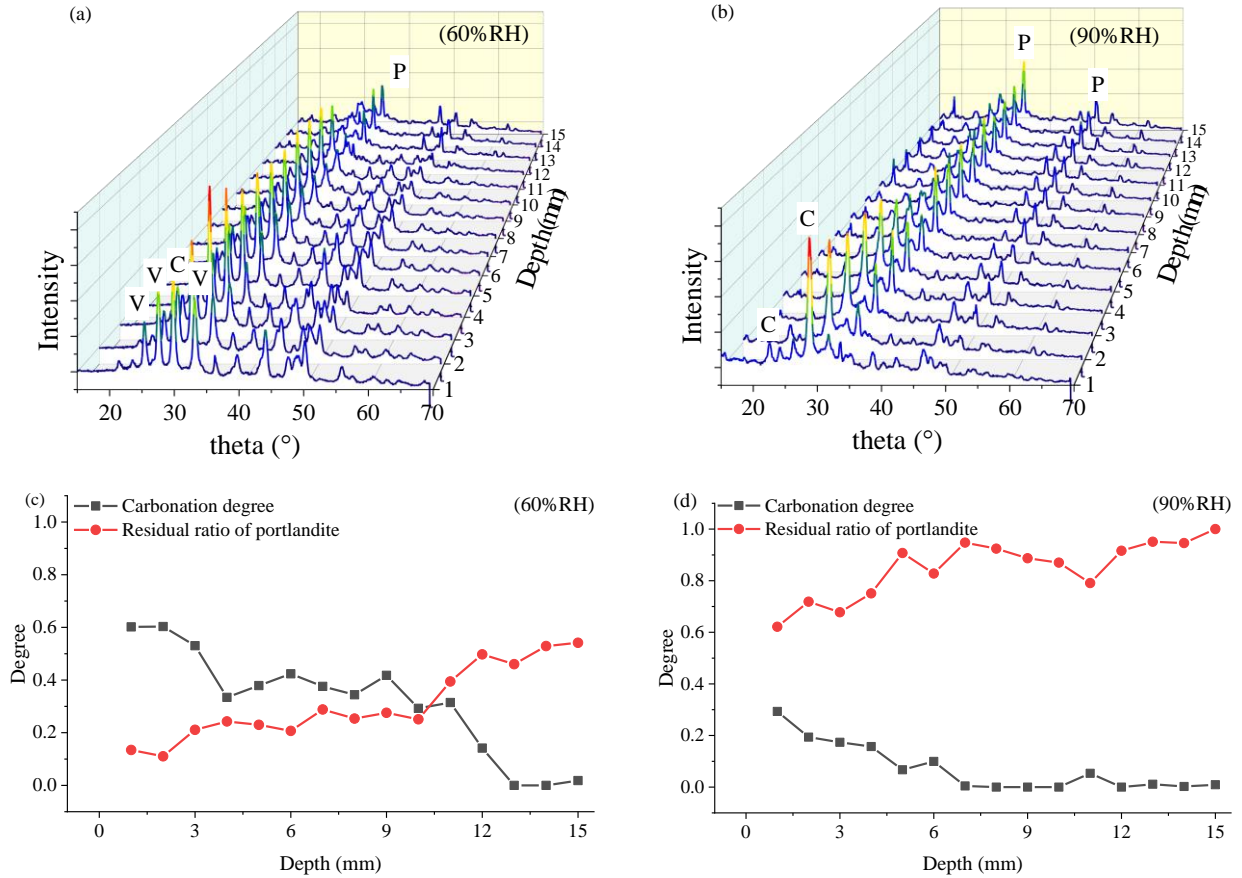 (a)
(60%RH)
P
V
V
C
V
Intensity
20 30 40 50 60 70
theta (°)
1
2
3
4
5
6
7
8
9
10
11
12
13
14
15
Depth(mm)
(b)
(90%RH)
P
P
C
C
Intensity
20 30 40 50 60 70
theta (°)
1
2
3
4
5
6
7
8
9
10
11
12
13
14
15
Depth(mm)
(c)
Carbonation degree
Residual ratio of portlandite
(60%RH)
1.0
0.8
0.6
0.4
0.2
0.0
Degree
0 3 6 9 12 15
Depth (mm)
(d)
Carbonation degree
Residual ratio of portlandite
(90%RH)
1.0
0.8
0.6
0.4
0.2
0.0
Degree
0 3 6 9 12 15
Depth (mm)